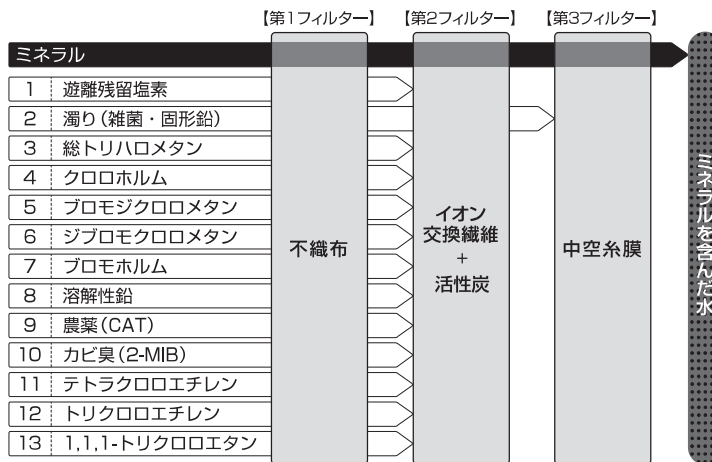 【第1フィルター】 【第2フィルター】 【第3フィルター】
ミネラル
1 遊離残留塩素
2 濁り(雑菌・固形鉛)
3 総トリハロメタン
4 クロロホルム
5 ブロモジクロロメタン
6 ジブロモクロロメタン
7 ブロモホルム
8 溶解性鉛
9 農薬(CAT)
10 カビ臭(2-MIB)
11 テトラクロロエチレン
12 トリクロロエチレン
13 1,1,1-トリクロロエタン
不織布
イオン
交換繊維
+
活性炭
中空糸膜
ミネラルを含んだ水